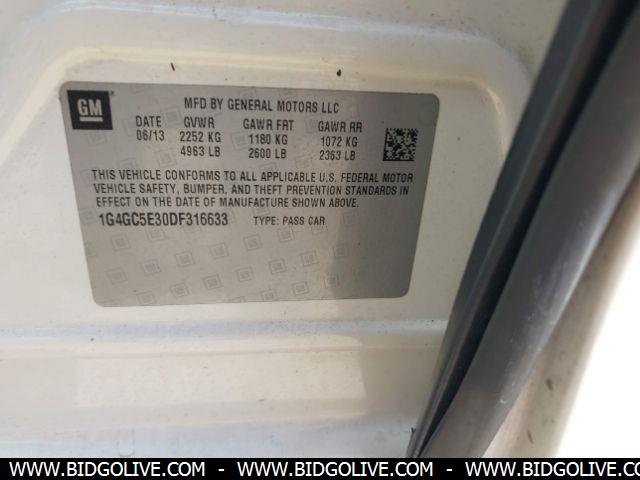 GM
MFD BY GENERAL MOTORS LLC
DATE GVWR GAWR FRT GAWR RR
06/13 2252 KG 1180 KG 1072 KG
4963 LB 2600 LB 2363 LB
THIS VEHICLE CONFORMS TO ALL APPLICABLE U.S. FEDERAL MOTOR
VEHICLE SAFETY, BUMPER, AND THEFT PREVENTION STANDARDS IN
EFFECT ON THE DATE OF MANUFACTURE SHOWN ABOVE.
1G4GC5E30DF316633 TYPE: PASS CAR
WWW.BIDGOLIVE.COM - WWW.BIDGOLIVE.COM - WWW.BIDGOLIVE.COM